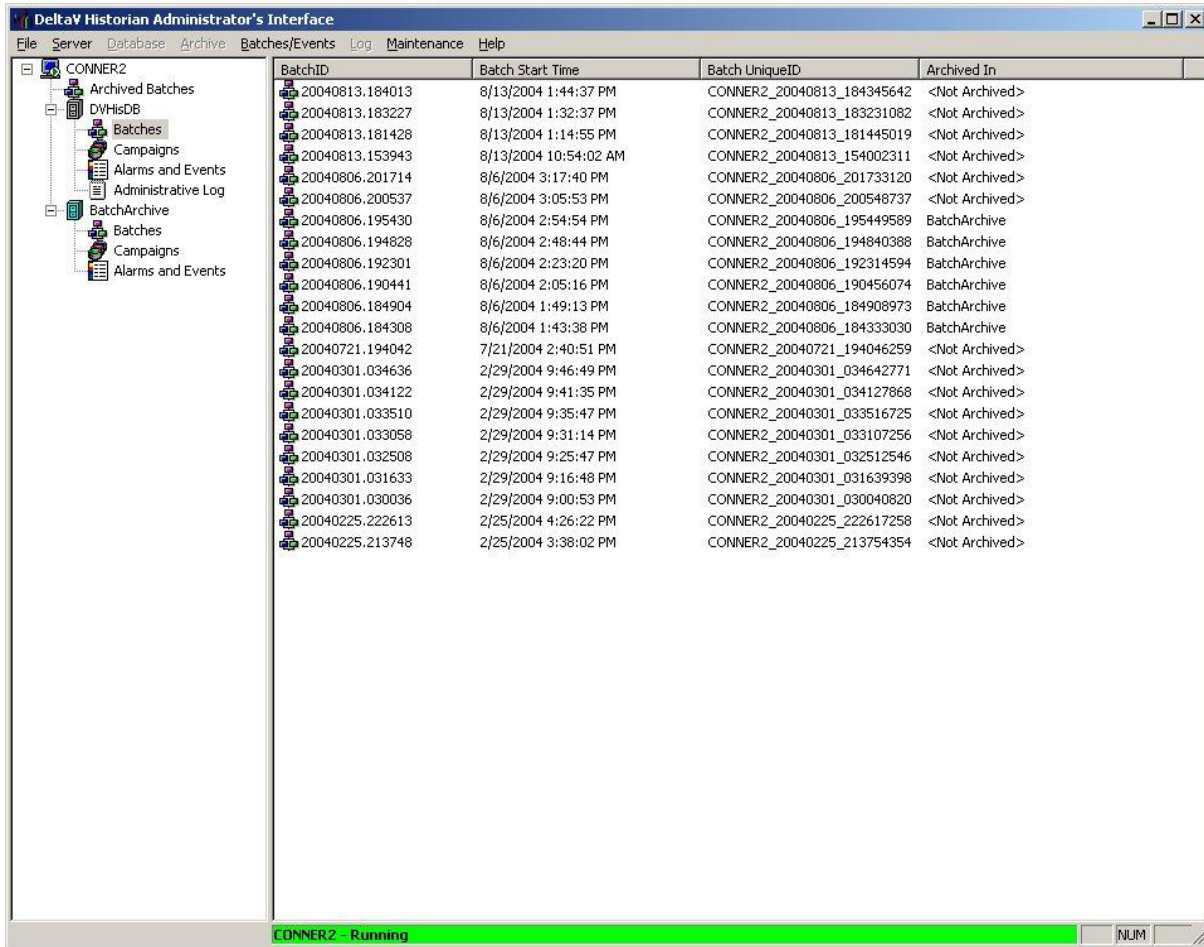 DeltaV Historian Administrator's Interface
File Server Database Archive Batches/Events Log Maintenance Help
CONNER2
Archived Batches
DVHisDB
Batches
Campaigns
Alarms and Events
Administrative Log
BatchArchive
Batches
Campaigns
Alarms and Events
BatchID Batch Start Time Batch UniqueID Archived In
20040813.184013 8/13/2004 1:44:37 PM CONNER2_20040813_184345642 <Not Archived>
20040813.183227 8/13/2004 1:32:37 PM CONNER2_20040813_183231082 <Not Archived>
20040813.181428 8/13/2004 1:14:55 PM CONNER2_20040813_181445019 <Not Archived>
20040813.153943 8/13/2004 10:54:02 AM CONNER2_20040813_154002311 <Not Archived>
20040806.201714 8/6/2004 3:17:40 PM CONNER2_20040806_201733120 <Not Archived>
20040806.200537 8/6/2004 3:05:53 PM CONNER2_20040806_200548737 <Not Archived>
20040806.195430 8/6/2004 2:54:54 PM CONNER2_20040806_195449589 BatchArchive
20040806.194828 8/6/2004 2:48:44 PM CONNER2_20040806_194840388 BatchArchive
20040806.192301 8/6/2004 2:23:20 PM CONNER2_20040806_192314594 BatchArchive
20040806.190441 8/6/2004 2:05:16 PM CONNER2_20040806_190456074 BatchArchive
20040806.184904 8/6/2004 1:49:13 PM CONNER2_20040806_184908973 BatchArchive
20040806.184308 8/6/2004 1:43:38 PM CONNER2_20040806_184333030 BatchArchive
20040721.194042 7/21/2004 2:40:51 PM CONNER2_20040721_194046259 <Not Archived>
20040301.034636 2/29/2004 9:46:49 PM CONNER2_20040301_034642771 <Not Archived>
20040301.034122 2/29/2004 9:41:35 PM CONNER2_20040301_034127868 <Not Archived>
20040301.033510 2/29/2004 9:35:47 PM CONNER2_20040301_033516725 <Not Archived>
20040301.033058 2/29/2004 9:31:14 PM CONNER2_20040301_033107256 <Not Archived>
20040301.032508 2/29/2004 9:25:47 PM CONNER2_20040301_032512546 <Not Archived>
20040301.031633 2/29/2004 9:16:48 PM CONNER2_20040301_031639398 <Not Archived>
20040301.030036 2/29/2004 9:00:53 PM CONNER2_20040301_030040820 <Not Archived>
20040225.222613 2/25/2004 4:26:22 PM CONNER2_20040225_222617258 <Not Archived>
20040225.213748 2/25/2004 3:38:02 PM CONNER2_20040225_213754354 <Not Archived>
CONNER2 - Running NUM